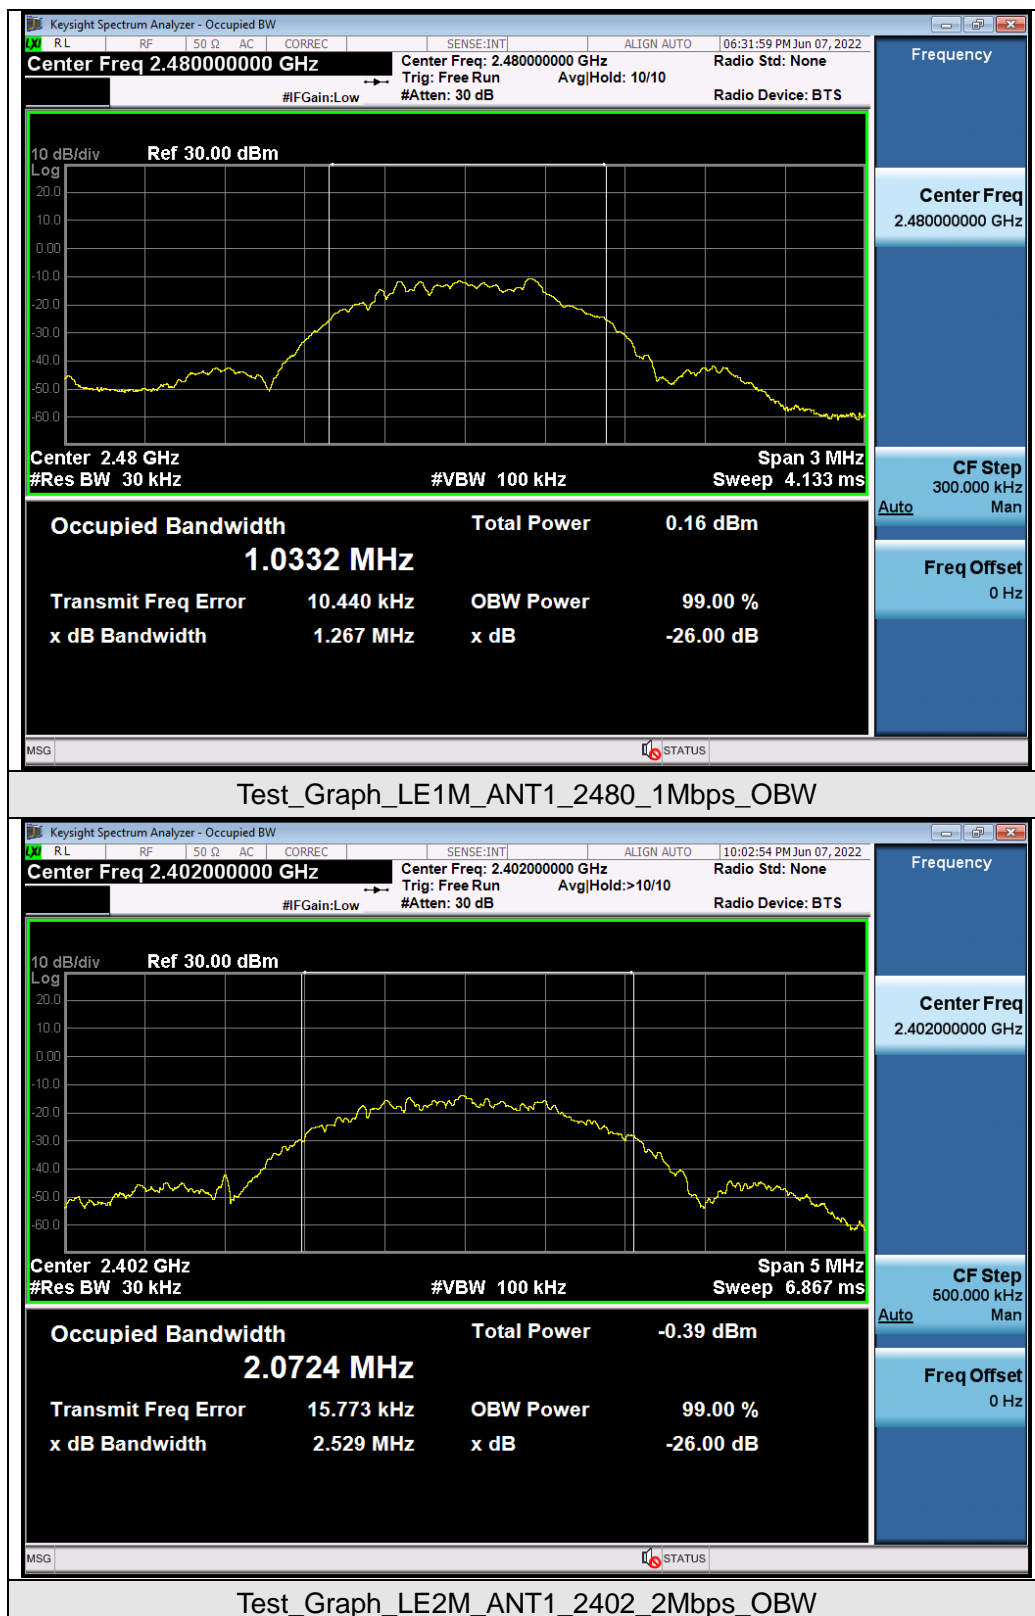 Keysight Spectrum Analyzer - Occupied BW
LXI RL RF 50 Ω AC CORREC SENSE:INT ALIGN AUTO 06:31:59 PM Jun 07, 2022
Center Freq 2.480000000 GHz
Center Freq: 2.480000000 GHz
Radio Std: None
Trig: Free Run Avg|Hold: 10/10
#IFGain:Low
#Atten: 30 dB
Radio Device: BTS
Frequency
10 dB/div Ref 30.00 dBm
Log
20.0
10.0
0.00
-10.0
-20.0
-30.0
-40.0
-50.0
-60.0
Center 2.48 GHz Span 3 MHz
#Res BW 30 kHz #VBW 100 kHz Sweep 4.133 ms
Center Freq
2.480000000 GHz
CF Step
300.000 kHz
Auto Man
Freq Offset
0 Hz
Occupied Bandwidth Total Power 0.16 dBm
1.0332 MHz
Transmit Freq Error 10.440 kHz OBW Power 99.00 %
x dB Bandwidth 1.267 MHz x dB -26.00 dB
MSG STATUS
Test_Graph_LE1M_ANT1_2480_1Mbps_OBW
Keysight Spectrum Analyzer - Occupied BW
LXI RL RF 50 Ω AC CORREC SENSE:INT ALIGN AUTO 10:02:54 PM Jun 07, 2022
Center Freq 2.402000000 GHz
Center Freq: 2.402000000 GHz
Radio Std: None
Trig: Free Run Avg|Hold:>10/10
#IFGain:Low
#Atten: 30 dB
Radio Device: BTS
Frequency
10 dB/div Ref 30.00 dBm
Log
20.0
10.0
0.00
-10.0
-20.0
-30.0
-40.0
-50.0
-60.0
Center 2.402 GHz Span 5 MHz
#Res BW 30 kHz #VBW 100 kHz Sweep 6.867 ms
Center Freq
2.402000000 GHz
CF Step
500.000 kHz
Auto Man
Freq Offset
0 Hz
Occupied Bandwidth Total Power -0.39 dBm
2.0724 MHz
Transmit Freq Error 15.773 kHz OBW Power 99.00 %
x dB Bandwidth 2.529 MHz x dB -26.00 dB
MSG STATUS
Test_Graph_LE2M_ANT1_2402_2Mbps_OBW